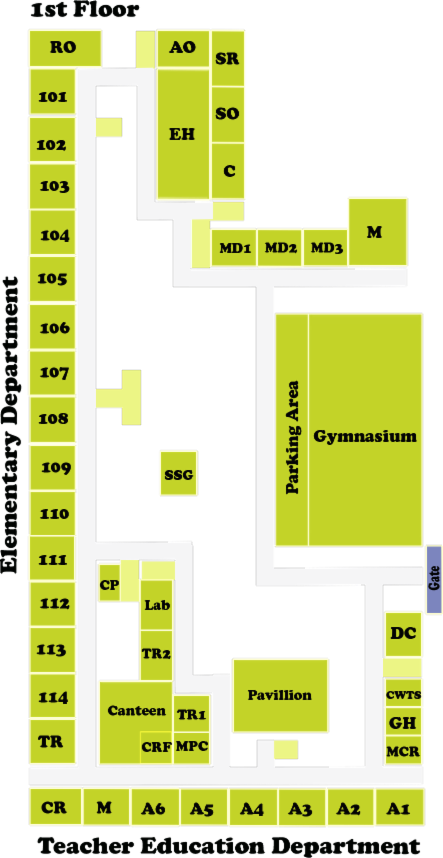 1st Floor
RO
AO
SR
101
102
EH
SO
103
C
104
MD1
MD2
MD3
M
105
106
107
108
109
110
111
112
113
114
TR
Elementary Department
Parking Area
Gymnasium
SSG
Gate
CP
Lab
TR2
DC
Canteen
TR1
Pavillion
CWTS
GH
CRF
MPC
MCR
CR
M
A6
A5
A4
A3
A2
A1
Teacher Education Department